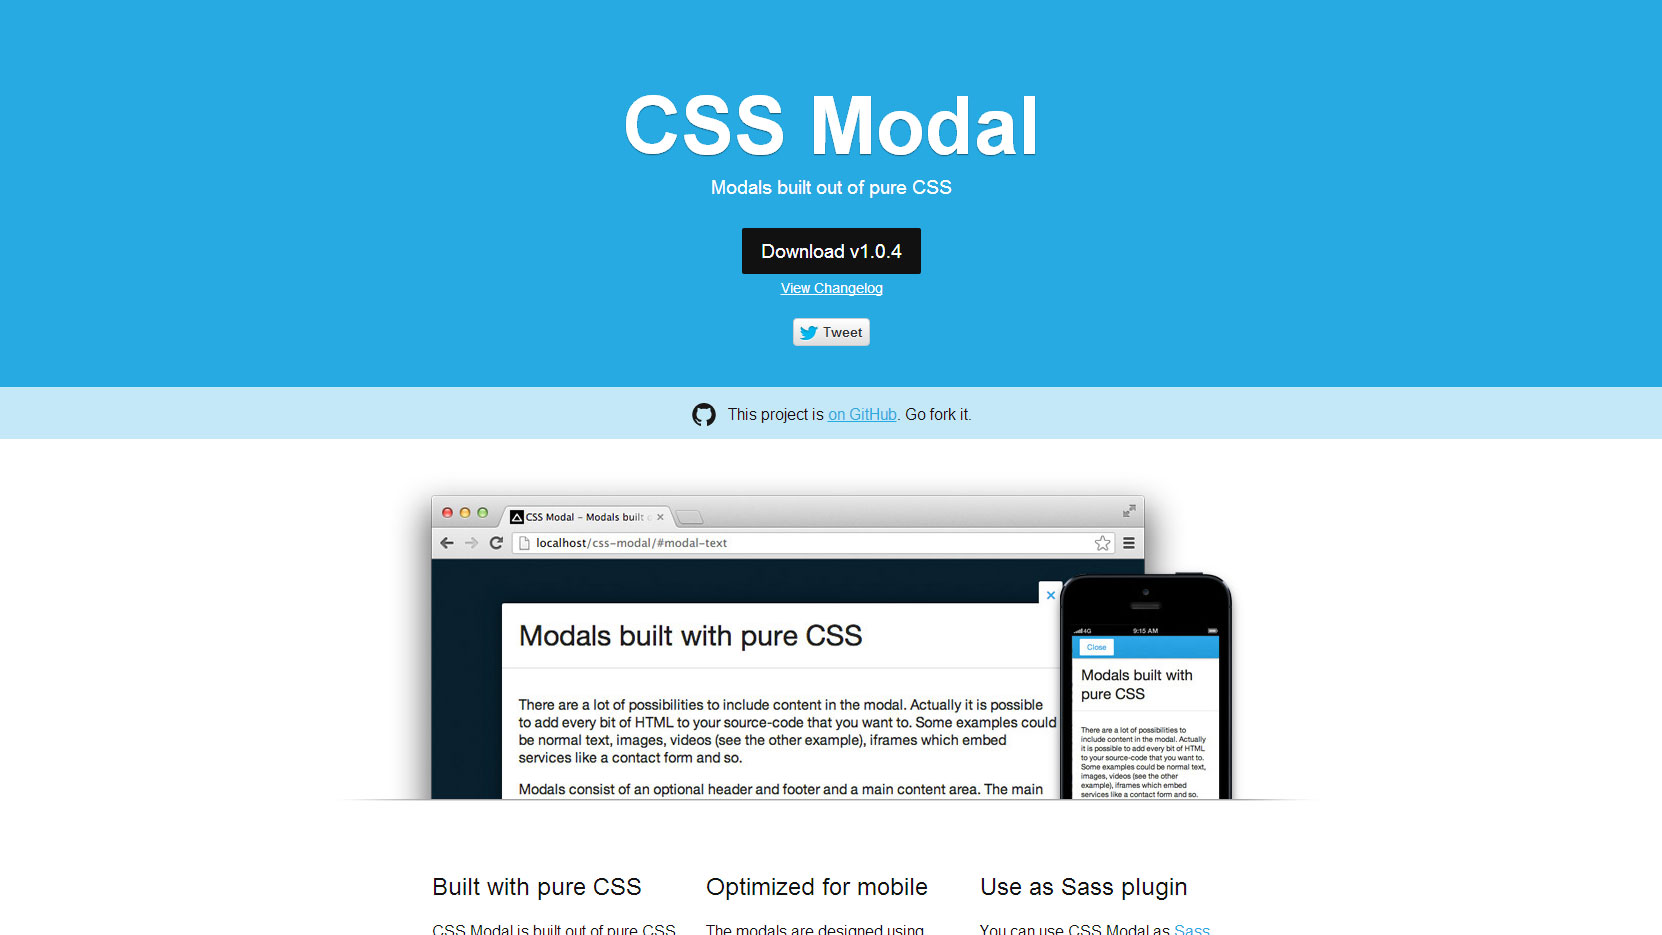 CSS Modal
Modals built out of pure CSS
Download v1.0.4
View Changelog
Tweet
This project is on GitHub. Go fork it.
CSS Modal – Modals built
localhost/css-modal/#modal-text
Modals built with pure CSS
There are a lot of possibilities to include content in the modal. Actually it is possible
to add every bit of HTML to your source-code that you want to. Some examples could
be normal text, images, videos (see the other example), iframes which embed
services like a contact form and so.
Modals consist of an optional header and footer and a main content area. The main
4G 9:15 AM
Close
Modals built with
pure CSS
There are a lot of possibilities to
include content in the modal. Actually
it is possible to add every bit of HTML
to your source-code that you want to.
Some examples could be normal text,
images, videos (see the other
example), iframes which embed
services like a contact form and so.
Built with pure CSS
CSS Modal is built out of pure CSS
Optimized for mobile
The modals are designed using
Use as Sass plugin
You can use CSS Modal as Sass